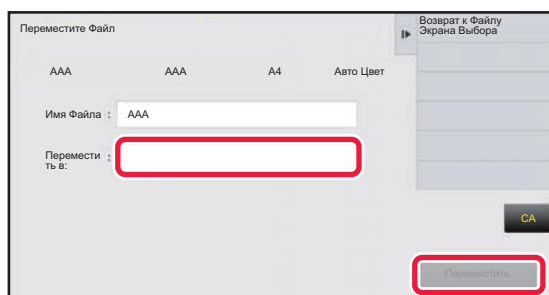 Переместите Файл
Возврат к Файлу
Экрана Выбора
AAA AAA A4 Авто Цвет
Имя Файла : AAA
Перемести :
ть в:
CA
Переместить